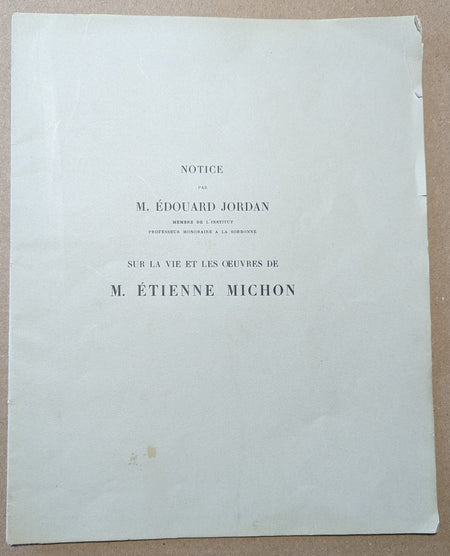 NOTICE
PAR
M. ÉDOUARD JORDAN
MEMBRE DE L'INSTITUT
PROFESSEUR HONORAIRE A LA SORBONNE
SUR LA VIE ET LES ŒUVRES DE
M. ÉTIENNE MICHON